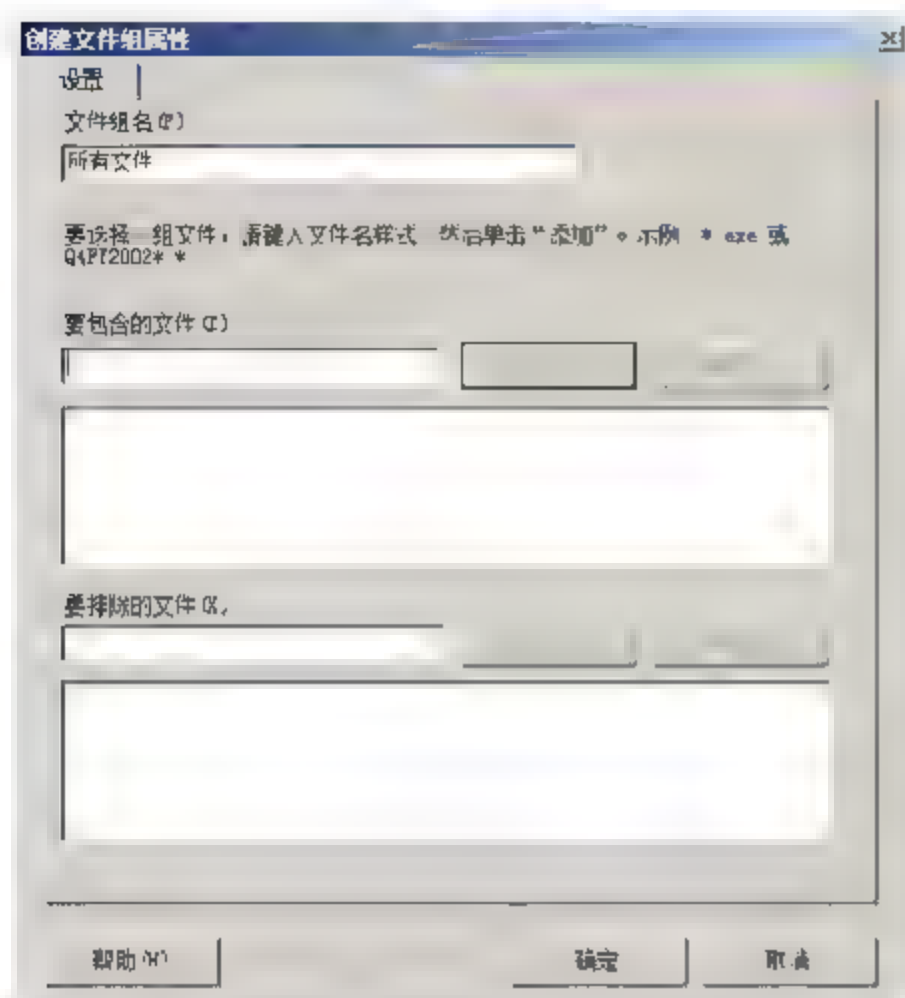 创建文件组属性
设置
文件组名(F)
所有文件
要选择一组文件，请键入文件名样式 然后单击“添加”。示例 * exe 或
Q4FY2002* *
要包含的文件(I)
要排除的文件(X)
帮助(H)
确定
取消